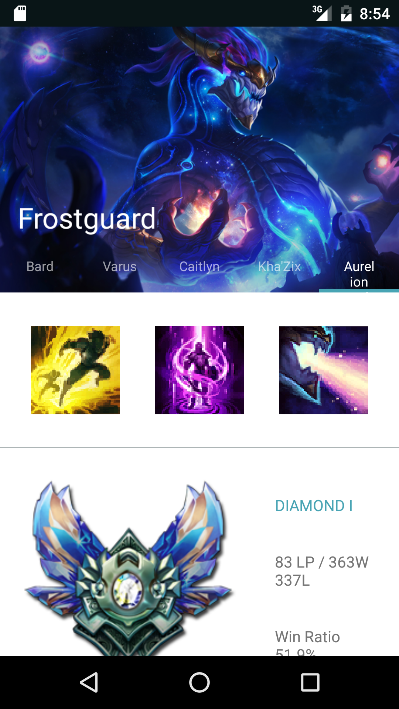 3G 8:54
Frostguard
Bard Varus Caitlyn Kha'Zix Aurel
ion
DIAMOND I
83 LP / 363W
337L
Win Ratio
51.9%